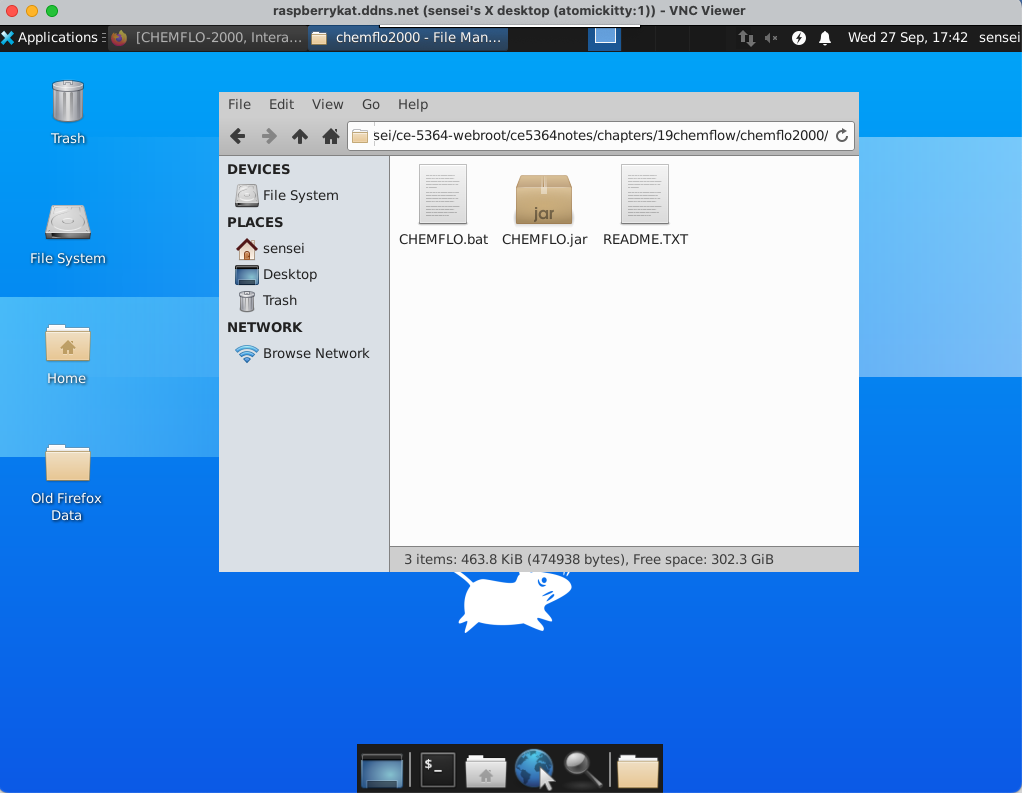 raspberrykat.ddns.net (sensei's X desktop (atomickitty:1)) - VNC Viewer
Applications [CHEMFLO-2000, Intera... chemflo2000 - File Man... Wed 27 Sep, 17:42 sensei
File Edit View Go Help
sei/ce-5364-webroot/ce5364notes/chapters/19chemflow/chemflo2000/
Trash
File System
Home
Old Firefox
Data
DEVICES
File System
PLACES
sensei
Desktop
Trash
NETWORK
Browse Network
jar
CHEMFLO.bat CHEMFLO.jar README.TXT
3 items: 463.8 KiB (474938 bytes), Free space: 302.3 GiB
$_